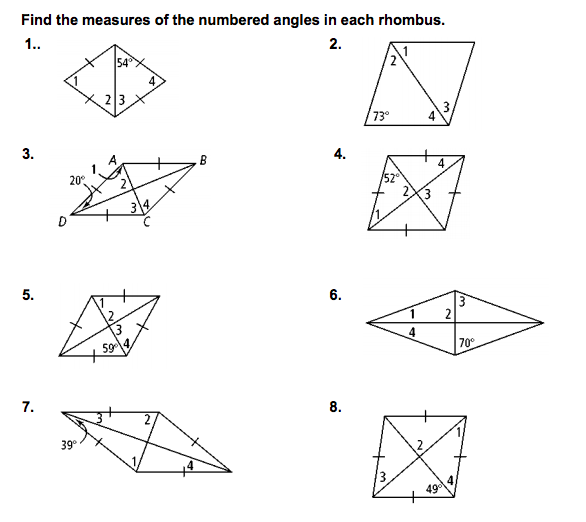 Find the measures of the numbered angles in each rhombus.
1.. 2.
54° 1 4 2 3
1 2 73° 4 3
3. 4.
A B 1 20° 2 3 4 D C
4 52° 2 3 1
5. 6.
1 2 3 59° 4
3 1 2 4 70°
7. 8.
3 2 39° 1 4
1 2 3 4 49°